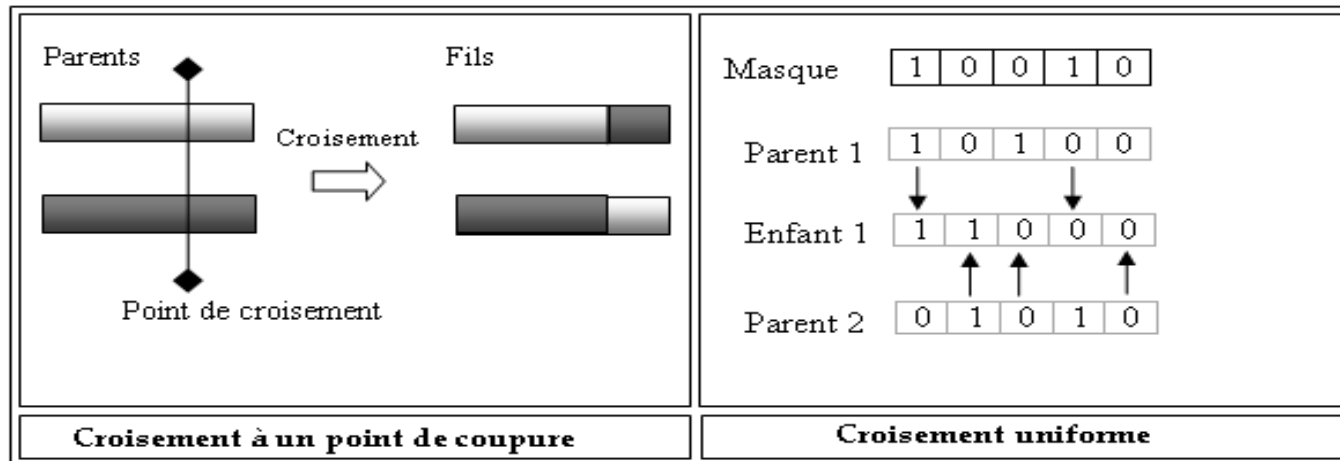 Parents
Fils
Croisement
Point de croisement
Croisement à un point de coupure
Masque 1 0 0 1 0
Parent 1 1 0 1 0 0
Enfant 1 1 1 0 0 0
Parent 2 0 1 0 1 0
Croisement uniforme